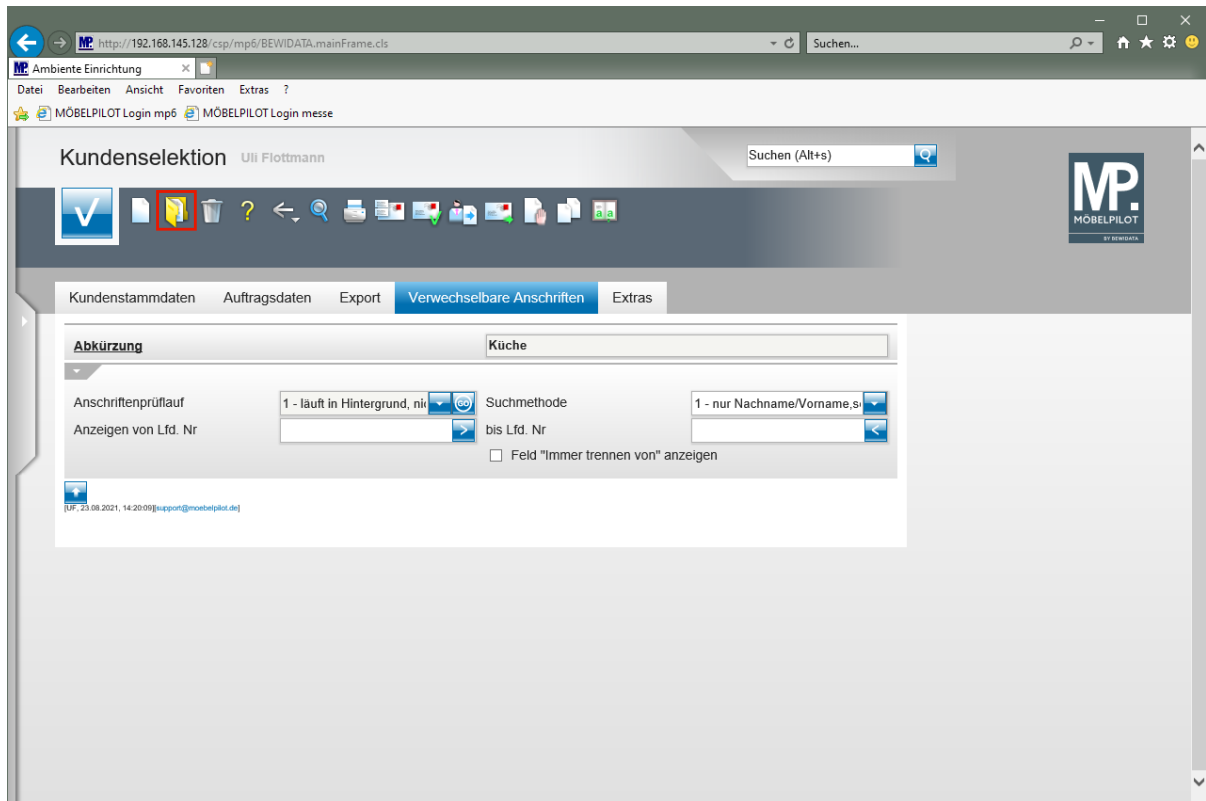 http://192.168.145.128/csp/mp6/BEWIDATA.mainFrame.cls
Suchen...
MP. Ambiente Einrichtung
Datei Bearbeiten Ansicht Favoriten Extras ?
MÖBELPILOT Login mp6 MÖBELPILOT Login messe
Kundenselektion Uli Flottmann
Suchen (Alt+s)
MP.
MÖBELPILOT
BY BEWIDATA
Kundenstammdaten Auftragsdaten Export Verwechselbare Anschriften Extras
Abkürzung Küche
Anschriftenprüflauf 1 - läuft in Hintergrund, ni GO Suchmethode 1 - nur Nachname/Vorname,s
Anzeigen von Lfd. Nr bis Lfd. Nr
Feld "Immer trennen von" anzeigen
[UF, 23.08.2021, 14:20:09][support@moebelpilot.de]